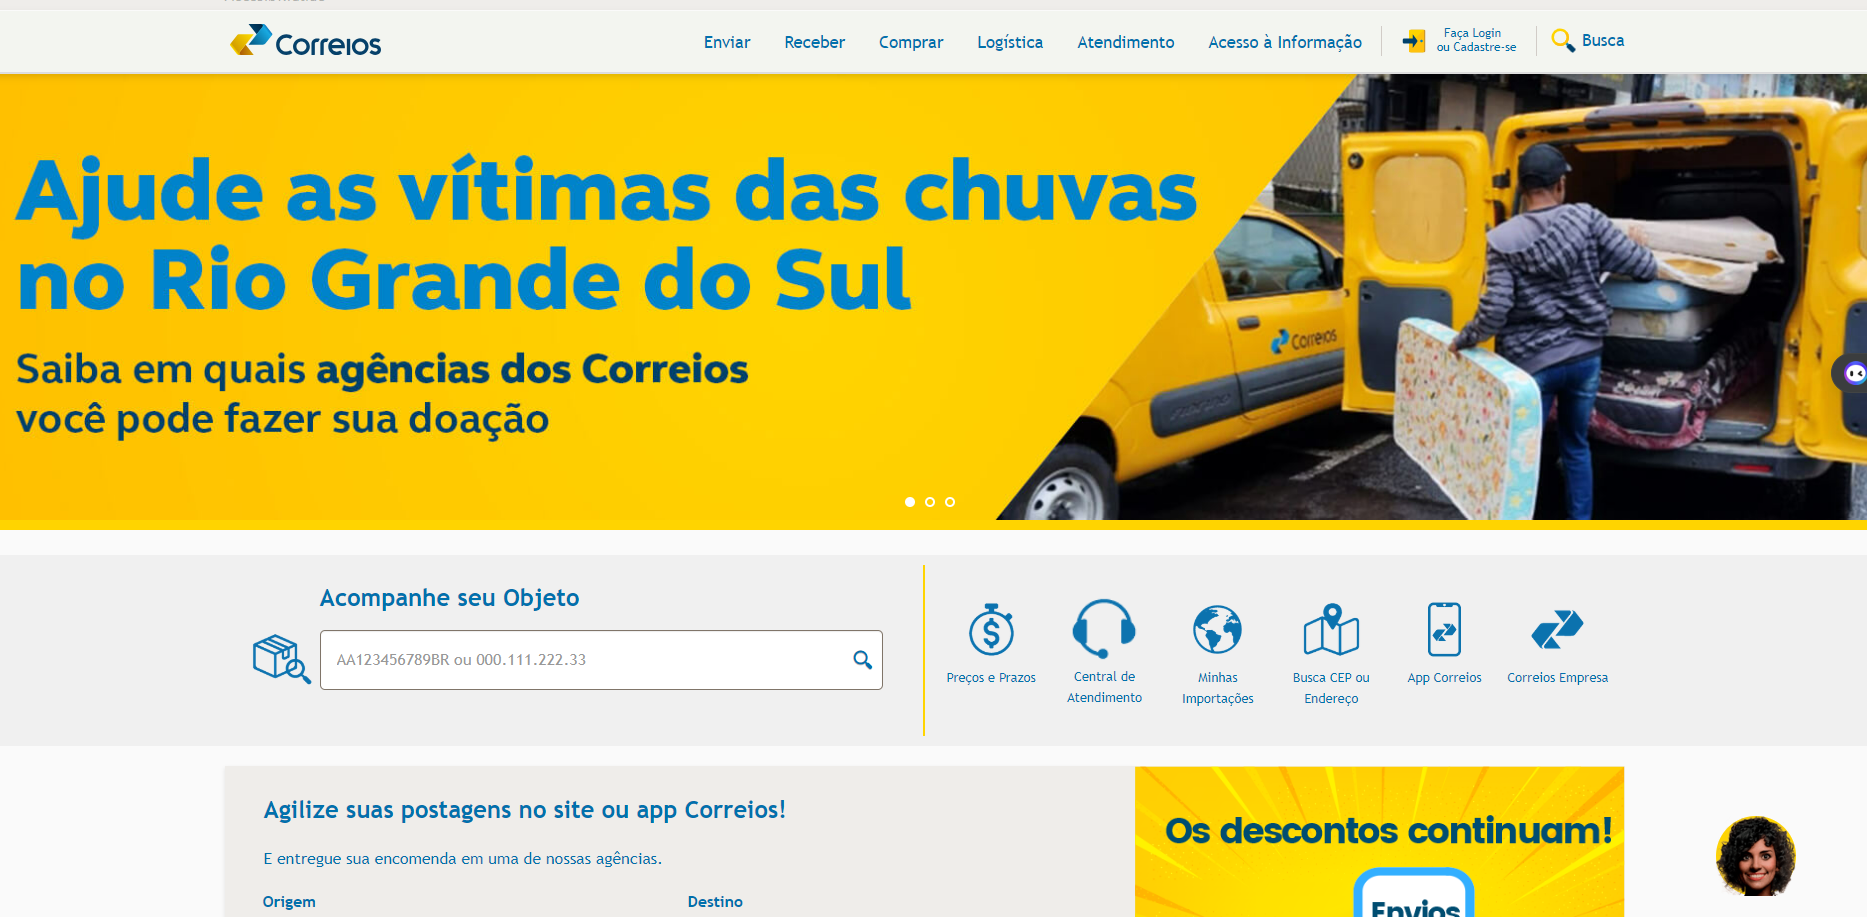 Correios
Enviar
Receber
Comprar
Logística
Atendimento
Acesso à Informação
Faça Login
ou Cadastre-se
Busca
Ajude as vítimas das chuvas
no Rio Grande do Sul
Saiba em quais agências dos Correios
você pode fazer sua doação
Correios
Acompanhe seu Objeto
AA123456789BR ou 000.111.222.33
Preços e Prazos
Central de
Atendimento
Minhas
Importações
Busca CEP ou
Endereço
App Correios
Correios Empresa
Agilize suas postagens no site ou app Correios!
E entregue sua encomenda em uma de nossas agências.
Origem
Destino
Os descontos continuam!
Envios